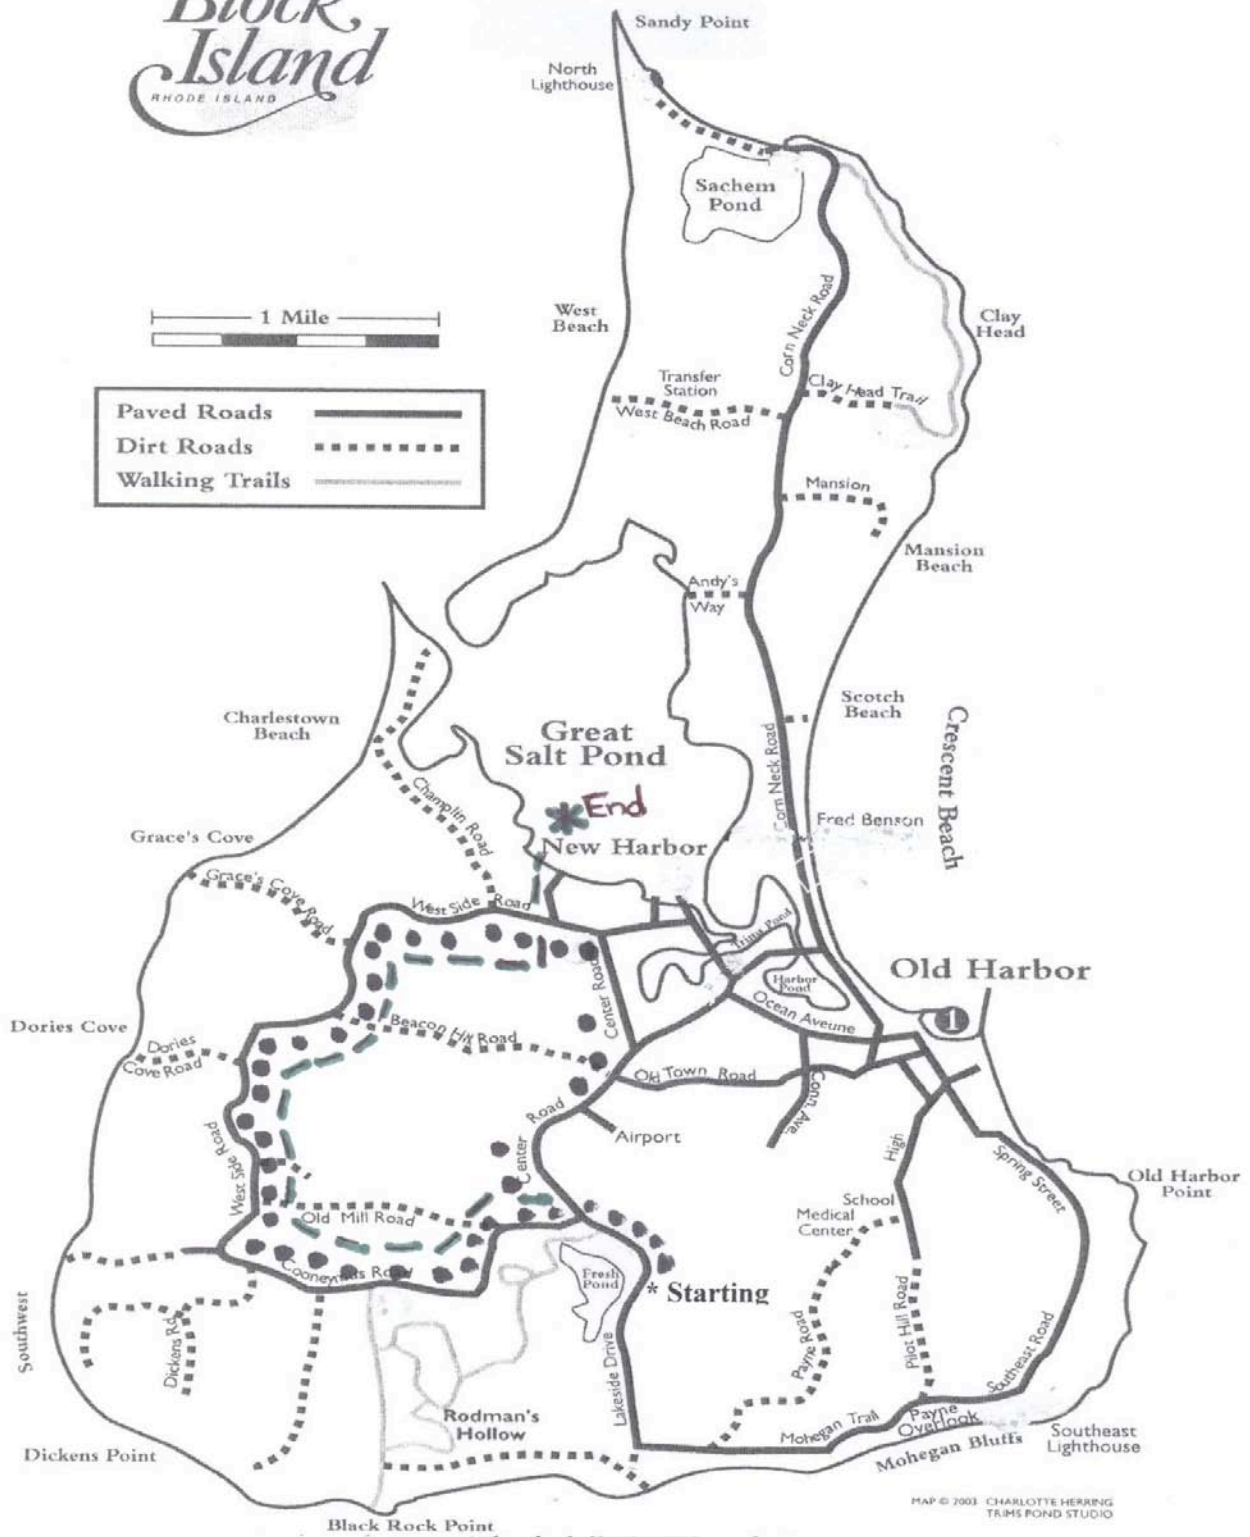 Block
Island
RHODE ISLAND
Sandy Point
North
Lighthouse
Sachem
Pond
West
Beach
1 Mile
Clay
Head
Corn Neck Road
Transfer
Station
West Beach Road
Clay Head Trail
Paved Roads
Dirt Roads
Walking Trails
Mansion
Mansion
Beach
Andy's
Way
Scotch
Beach
Crescent Beach
Charlestown
Beach
Great
Salt Pond
Corn Neck Road
Champlin Road
End
Fred Benson
New Harbor
Grace's Cove
Grace's Cove Road
West Side Road
Trims Pond
Old Harbor
Harbor
Pond
Center Road
Ocean Aveune
1
Dories Cove
Dories
Cove Road
Beacon Hill Road
Old Town Road
Conn. Ave.
Center Road
Airport
West Side Road
High
Spring Street
Old Harbor
Point
School
Medical
Center
Old Mill Road
Cooneymus Road
Fresh
Pond
* Starting
Southwest
Dickens Rd
Payne Road
Pilot Hill Road
Southeast Road
Lakeside Drive
Rodman's
Hollow
Mohegan Trail
Payne
Overlook
Mohegan Bluffs
Southeast
Lighthouse
Dickens Point
Black Rock Point
MAP © 2003 CHARLOTTE HERRING
TRIMS POND STUDIO